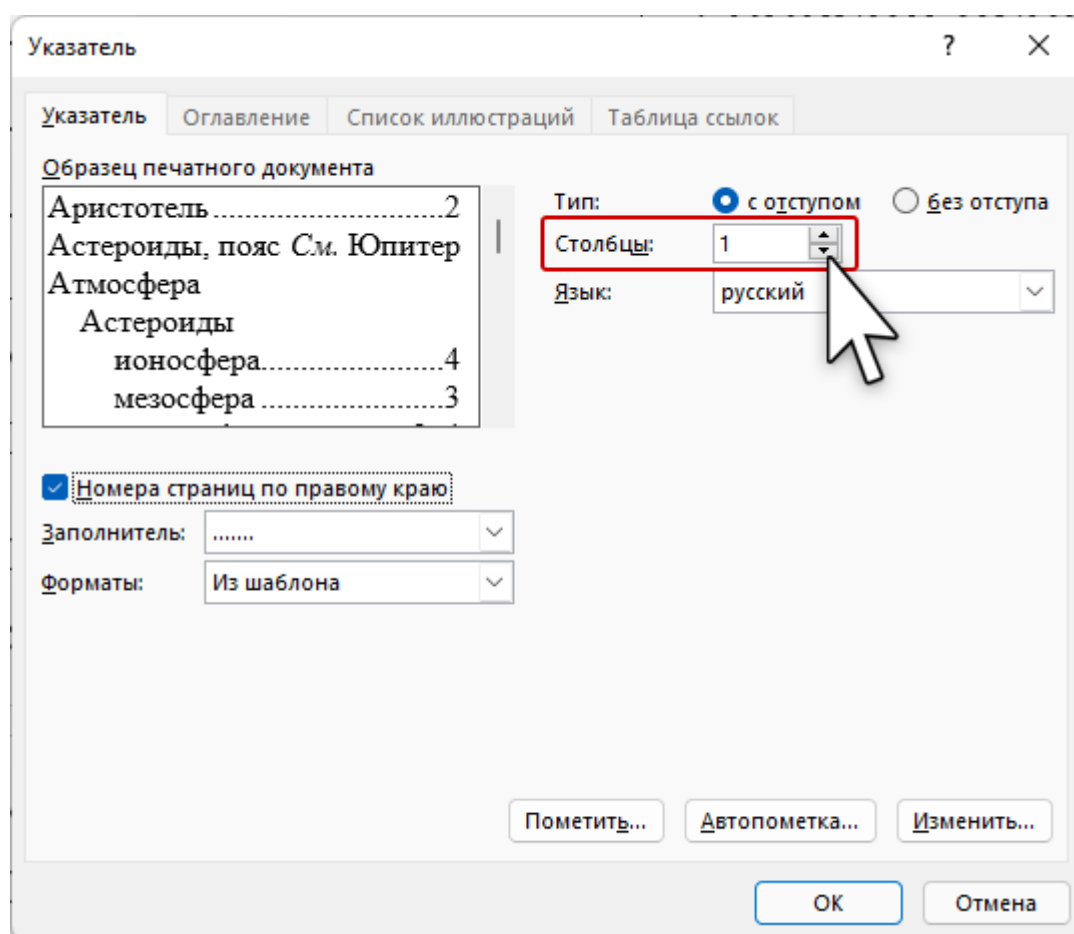 Указатель ?
Указатель Оглавление Список иллюстраций Таблица ссылок
Образец печатного документа
Аристотель.......................2
Астероиды, пояс См. Юпитер
Атмосфера
Астероиды
ионосфера.......................4
мезосфера.......................3
Тип: с отступом без отступа
Столбцы: 1
Язык: русский
Номера страниц по правому краю
Заполнитель: .......
Форматы: Из шаблона
Пометить... Автопометка... Изменить...
ОК Отмена